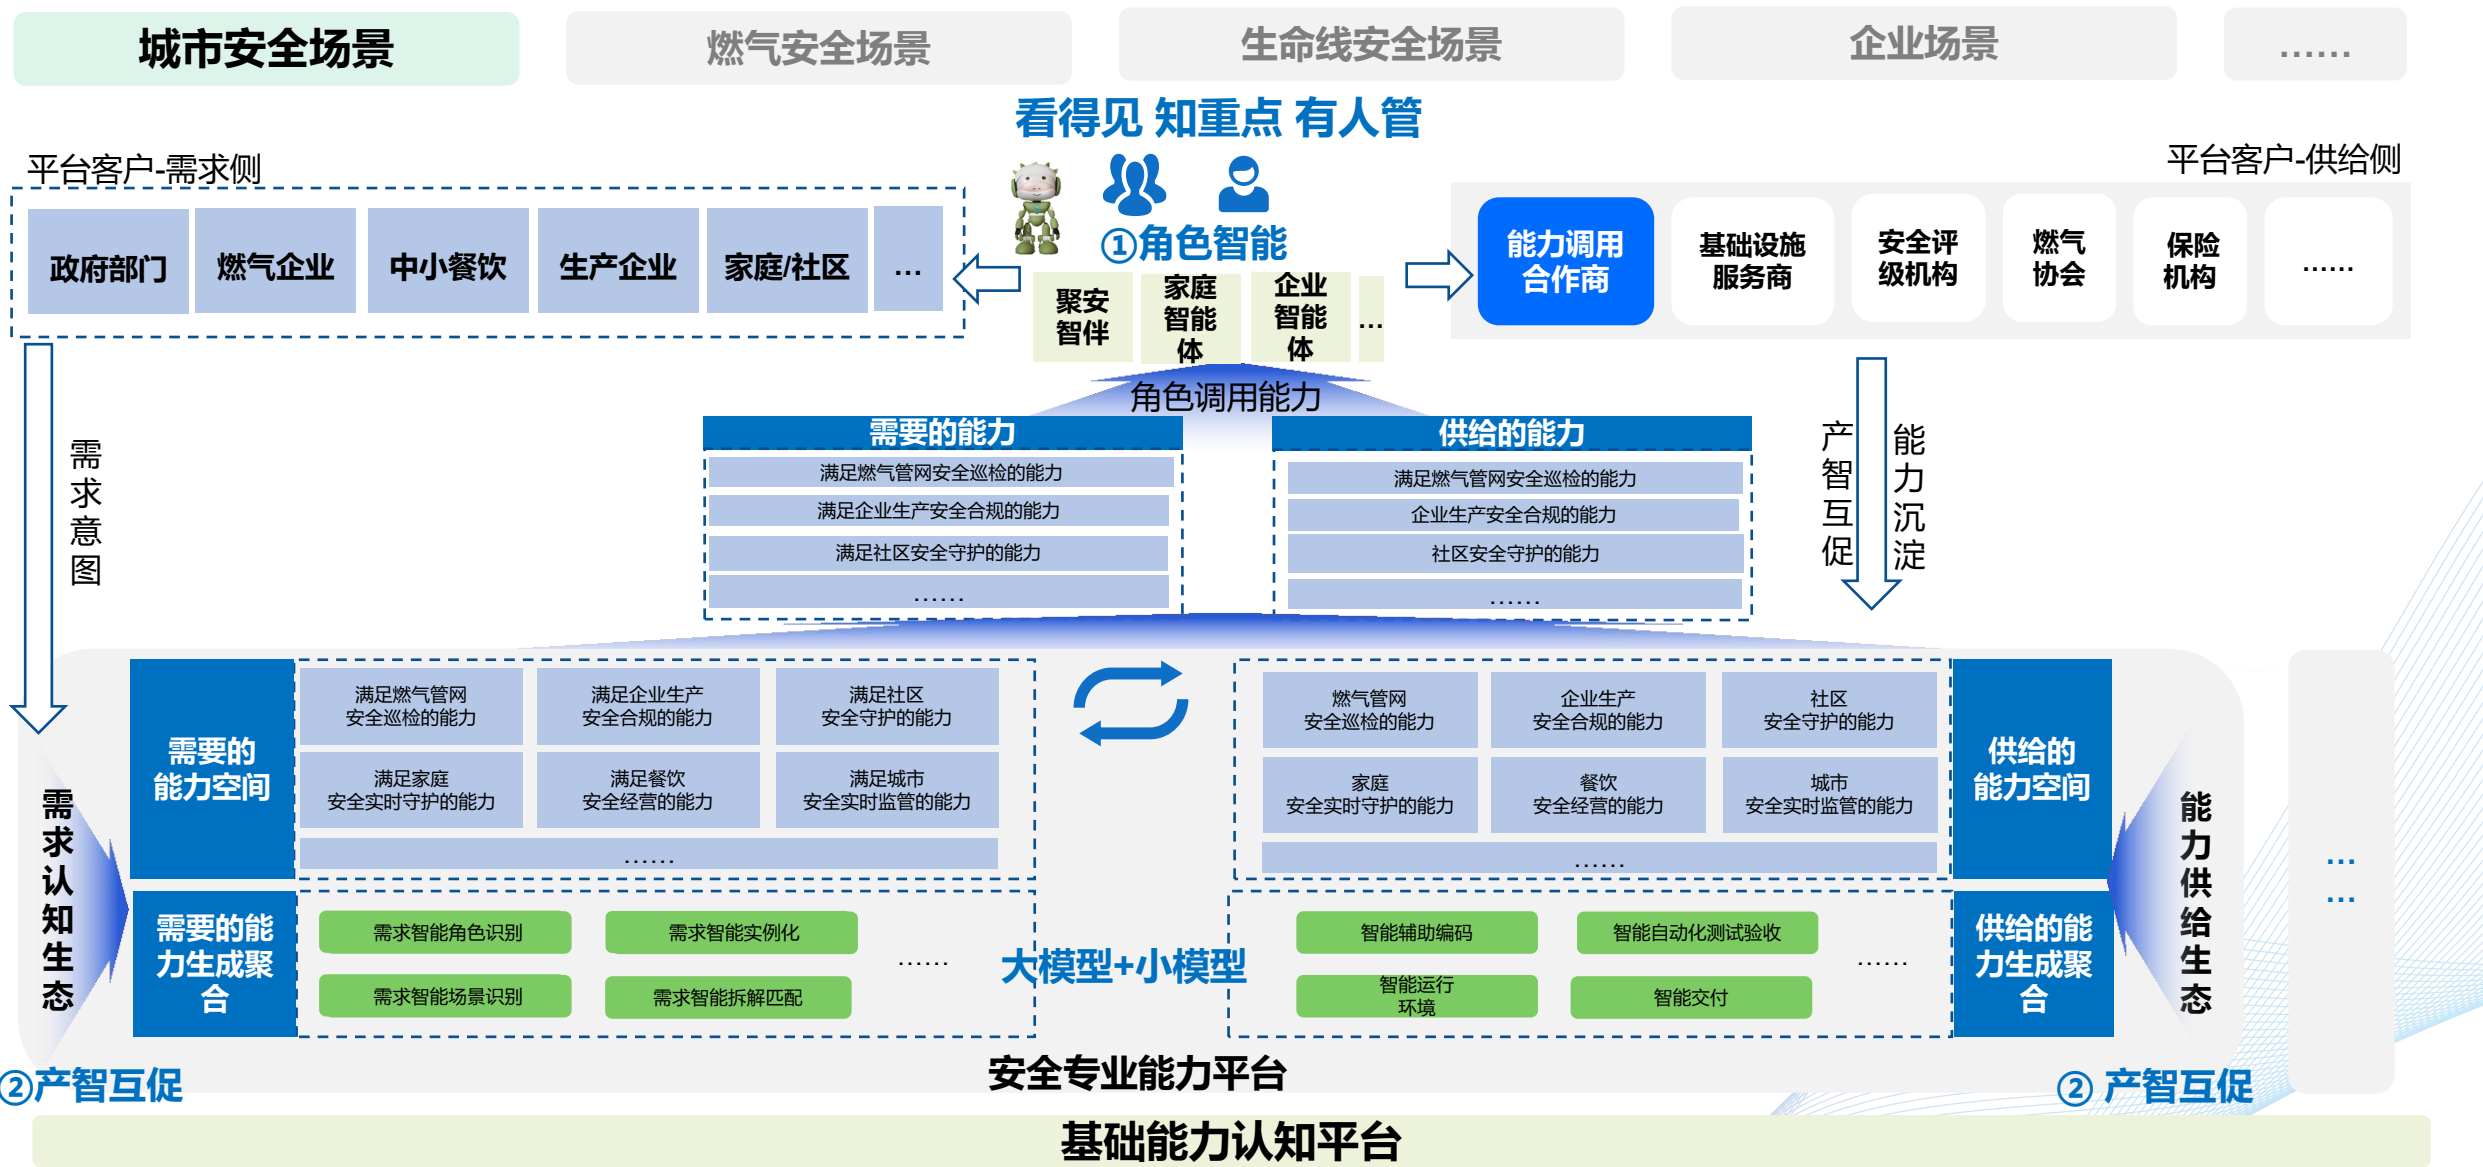 城市安全场景
燃气安全场景
生命线安全场景
企业场景
……
看得见 知重点 有人管
平台客户-需求侧
政府部门
燃气企业
中小餐饮
生产企业
家庭/社区
...
①角色智能
聚安
智伴
家庭
智能
体
企业
智能
体
...
平台客户-供给侧
能力调用
合作商
基础设施
服务商
安全评
级机构
燃气
协会
保险
机构
……
角色调用能力
需求意图
需要的能力
满足燃气管网安全巡检的能力
满足企业生产安全合规的能力
满足社区安全守护的能力
……
供给的能力
满足燃气管网安全巡检的能力
企业生产安全合规的能力
社区安全守护的能力
……
产智互促
能力沉淀
需求认知生态
需要的
能力空间
满足燃气管网
安全巡检的能力
满足企业生产
安全合规的能力
满足社区
安全守护的能力
满足家庭
安全实时守护的能力
满足餐饮
安全经营的能力
满足城市
安全实时监管的能力
……
需要的能
力生成聚
合
需求智能角色识别
需求智能实例化
需求智能场景识别
需求智能拆解匹配
……
大模型+小模型
燃气管网
安全巡检的能力
企业生产
安全合规的能力
社区
安全守护的能力
家庭
安全实时守护的能力
餐饮
安全经营的能力
城市
安全实时监管的能力
……
供给的
能力空间
智能辅助编码
智能自动化测试验收
智能运行
环境
智能交付
……
供给的能
力生成聚
合
能力供给生态
...
...
安全专业能力平台
②产智互促
② 产智互促
基础能力认知平台